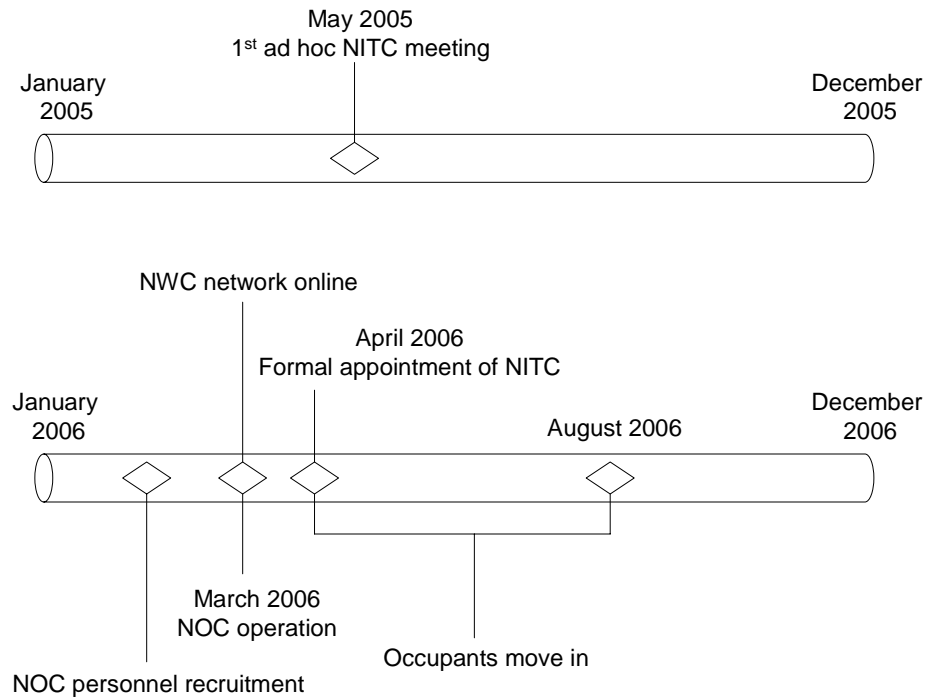 May 2005
1st ad hoc NITC meeting
January
2005
December
2005
NWC network online
April 2006
Formal appointment of NITC
January
2006
August 2006
December
2006
March 2006
NOC operation
Occupants move in
NOC personnel recruitment